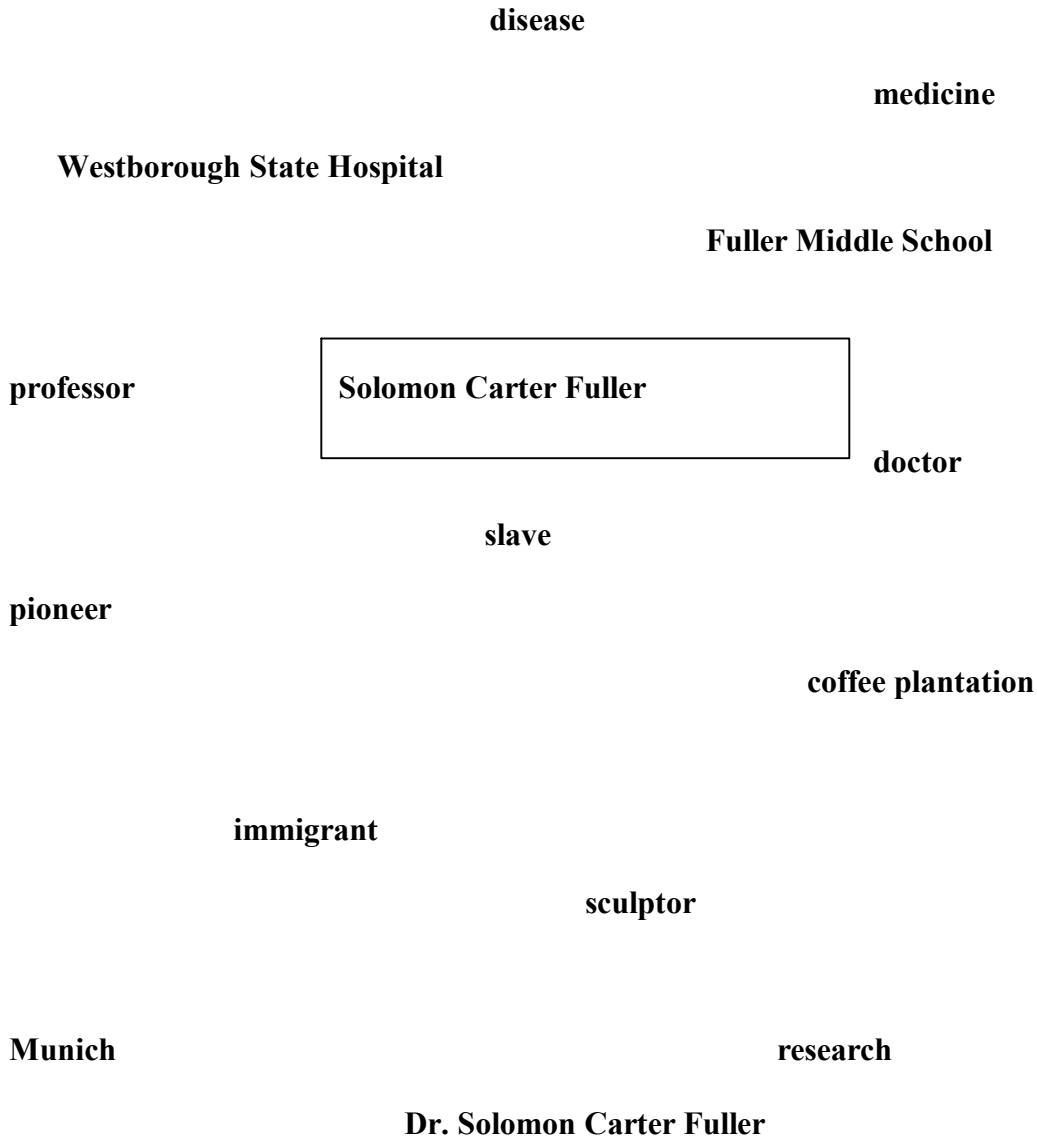 disease
medicine
Westborough State Hospital
Fuller Middle School
professor
Solomon Carter Fuller
doctor
slave
pioneer
coffee plantation
immigrant
sculptor
Munich research
Dr. Solomon Carter Fuller